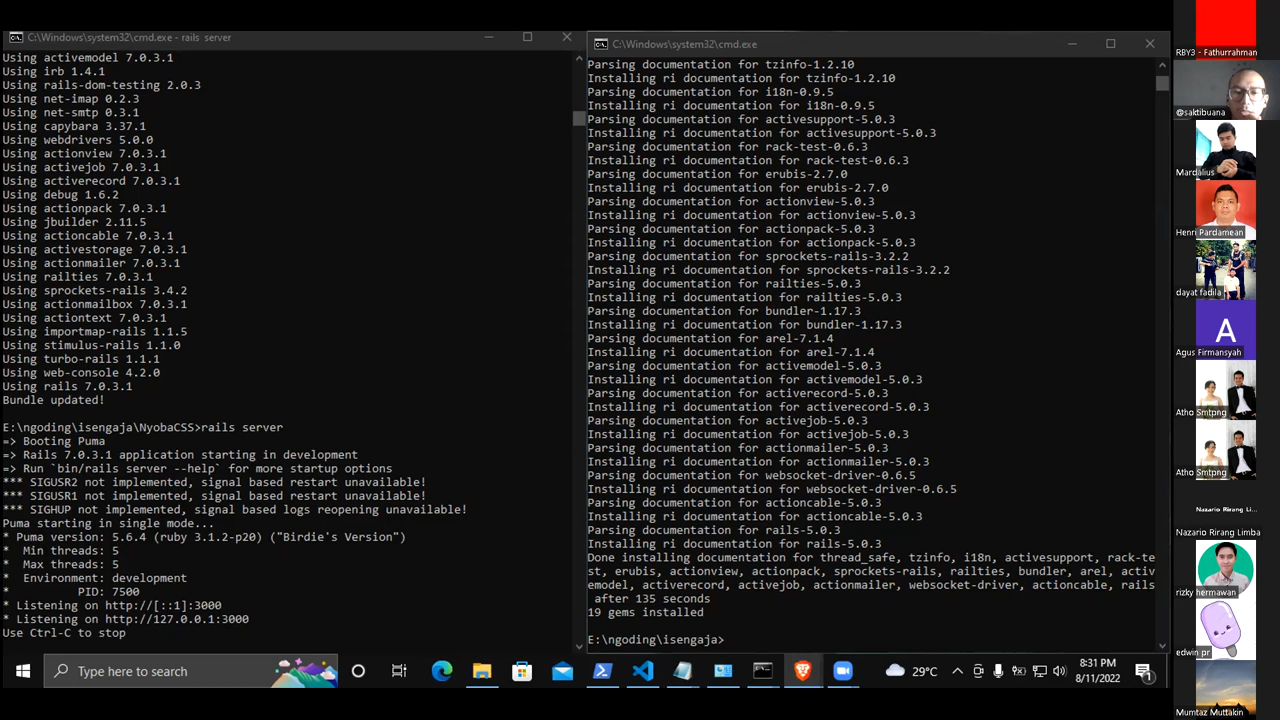 C:\Windows\system32\cmd.exe - rails  server
Using activemodel 7.0.3.1
Using irb 1.4.1
Using rails-dom-testing 2.0.3
Using net-imap 0.2.3
Using net-smtp 0.3.1
Using capybara 3.37.1
Using webdrivers 5.0.0
Using actionview 7.0.3.1
Using activejob 7.0.3.1
Using activerecord 7.0.3.1
Using debug 1.6.2
Using actionpack 7.0.3.1
Using jbuilder 2.11.5
Using actioncable 7.0.3.1
Using activestorage 7.0.3.1
Using actionmailer 7.0.3.1
Using railties 7.0.3.1
Using sprockets-rails 3.4.2
Using actionmailbox 7.0.3.1
Using actiontext 7.0.3.1
Using importmap-rails 1.1.5
Using stimulus-rails 1.1.0
Using turbo-rails 1.1.1
Using web-console 4.2.0
Using rails 7.0.3.1
Bundle updated!
E:\ngoding\isengaja\NyobaCSS>rails server
=> Booting Puma
=> Rails 7.0.3.1 application starting in development
=> Run `bin/rails server --help` for more startup options
*** SIGUSR2 not implemented, signal based restart unavailable!
*** SIGUSR1 not implemented, signal based restart unavailable!
*** SIGHUP not implemented, signal based logs reopening unavailable!
Puma starting in single mode...
* Puma version: 5.6.4 (ruby 3.1.2-p20) ("Birdie's Version")
*  Min threads: 5
*  Max threads: 5
*  Environment: development
*          PID: 7500
* Listening on http://[::1]:3000
* Listening on http://127.0.0.1:3000
Use Ctrl-C to stop
C:\Windows\system32\cmd.exe
Parsing documentation for tzinfo-1.2.10
Installing ri documentation for tzinfo-1.2.10
Parsing documentation for i18n-0.9.5
Installing ri documentation for i18n-0.9.5
Parsing documentation for activesupport-5.0.3
Installing ri documentation for activesupport-5.0.3
Parsing documentation for rack-test-0.6.3
Installing ri documentation for rack-test-0.6.3
Parsing documentation for erubis-2.7.0
Installing ri documentation for erubis-2.7.0
Parsing documentation for actionview-5.0.3
Installing ri documentation for actionview-5.0.3
Parsing documentation for actionpack-5.0.3
Installing ri documentation for actionpack-5.0.3
Parsing documentation for sprockets-rails-3.2.2
Installing ri documentation for sprockets-rails-3.2.2
Parsing documentation for railties-5.0.3
Installing ri documentation for railties-5.0.3
Parsing documentation for bundler-1.17.3
Installing ri documentation for bundler-1.17.3
Parsing documentation for arel-7.1.4
Installing ri documentation for arel-7.1.4
Parsing documentation for activemodel-5.0.3
Installing ri documentation for activemodel-5.0.3
Parsing documentation for activerecord-5.0.3
Installing ri documentation for activerecord-5.0.3
Parsing documentation for activejob-5.0.3
Installing ri documentation for activejob-5.0.3
Parsing documentation for actionmailer-5.0.3
Installing ri documentation for actionmailer-5.0.3
Parsing documentation for websocket-driver-0.6.5
Installing ri documentation for websocket-driver-0.6.5
Parsing documentation for actioncable-5.0.3
Installing ri documentation for actioncable-5.0.3
Parsing documentation for rails-5.0.3
Installing ri documentation for rails-5.0.3
Done installing documentation for thread_safe, tzinfo, i18n, activesupport, rack-te
st, erubis, actionview, actionpack, sprockets-rails, railties, bundler, arel, activ
emodel, activerecord, activejob, actionmailer, websocket-driver, actioncable, rails
 after 135 seconds
19 gems installed
E:\ngoding\isengaja>
RBY3 - Fathurrahman
@saktibuana
Mardalius
Henri Pardamean
dayat fadila
A
Agus Firmansyah
Atho Smtpng
Atho Smtpng
Nazario Rirang Li...
Nazario Rirang Limba
rizky hermawan
edwin pr
Mumtaz Muttakin
Type here to search
29°C
8:31 PM
8/11/2022
1